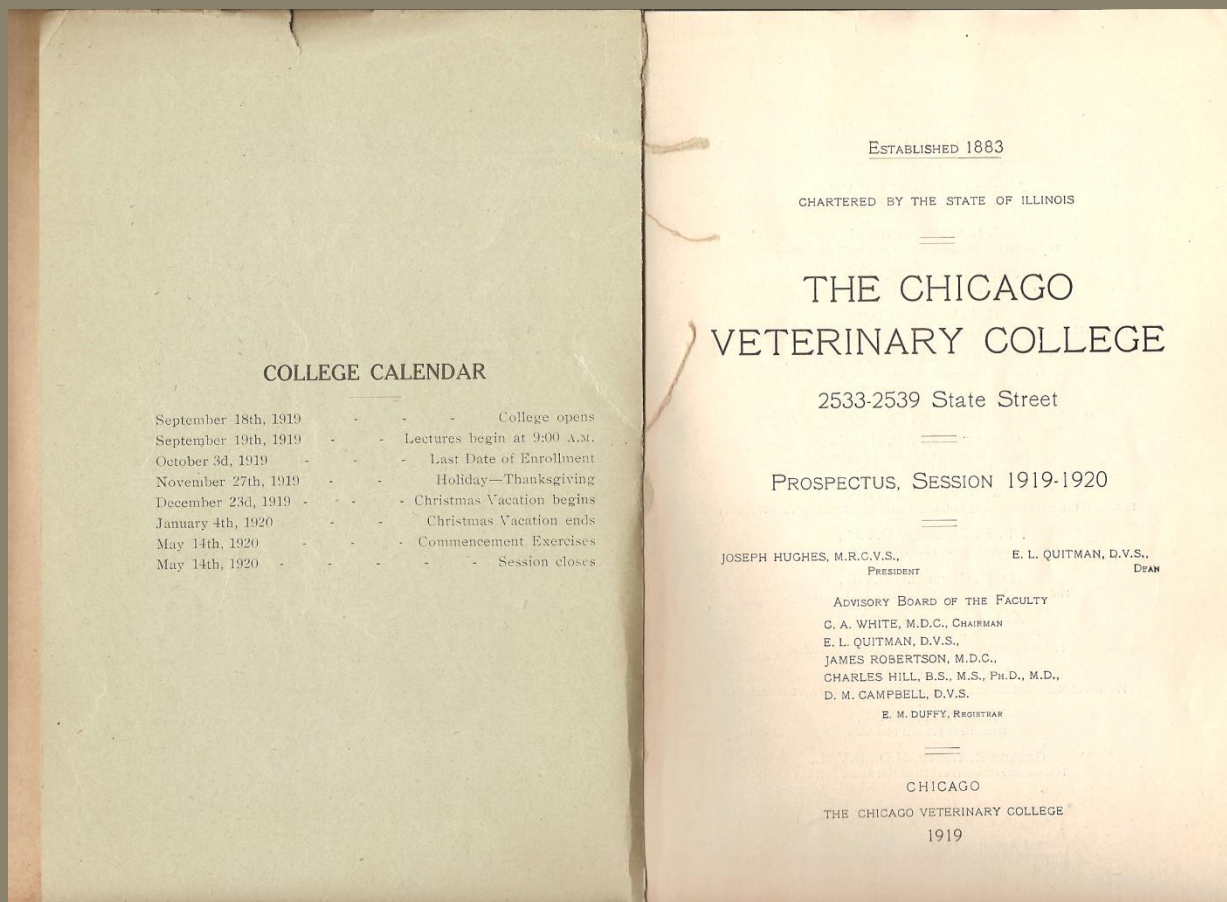 COLLEGE CALENDAR
September 18th, 1919 - - - College opens
September 19th, 1919 - - Lectures begin at 9:00 A.M.
October 3d, 1919 - - - Last Date of Enrollment
November 27th, 1919 - - Holiday—Thanksgiving
December 23d, 1919 - - - Christmas Vacation begins
January 4th, 1920 - - Christmas Vacation ends
May 14th, 1920 - - - Commencement Exercises
May 14th, 1920 - - - - - Session closes
ESTABLISHED 1883
CHARTERED BY THE STATE OF ILLINOIS
THE CHICAGO
VETERINARY COLLEGE
2533-2539 State Street
PROSPECTUS, SESSION 1919-1920
JOSEPH HUGHES, M.R.C.V.S., E. L. QUITMAN, D.V.S.,
PRESIDENT DEAN
ADVISORY BOARD OF THE FACULTY
C. A. WHITE, M.D.C., CHAIRMAN
E. L. QUITMAN, D.V.S.,
JAMES ROBERTSON, M.D.C.,
CHARLES HILL, B.S., M.S., PH.D., M.D.,
D. M. CAMPBELL, D.V.S.
E. M. DUFFY, REGISTRAR
CHICAGO
THE CHICAGO VETERINARY COLLEGE
1919